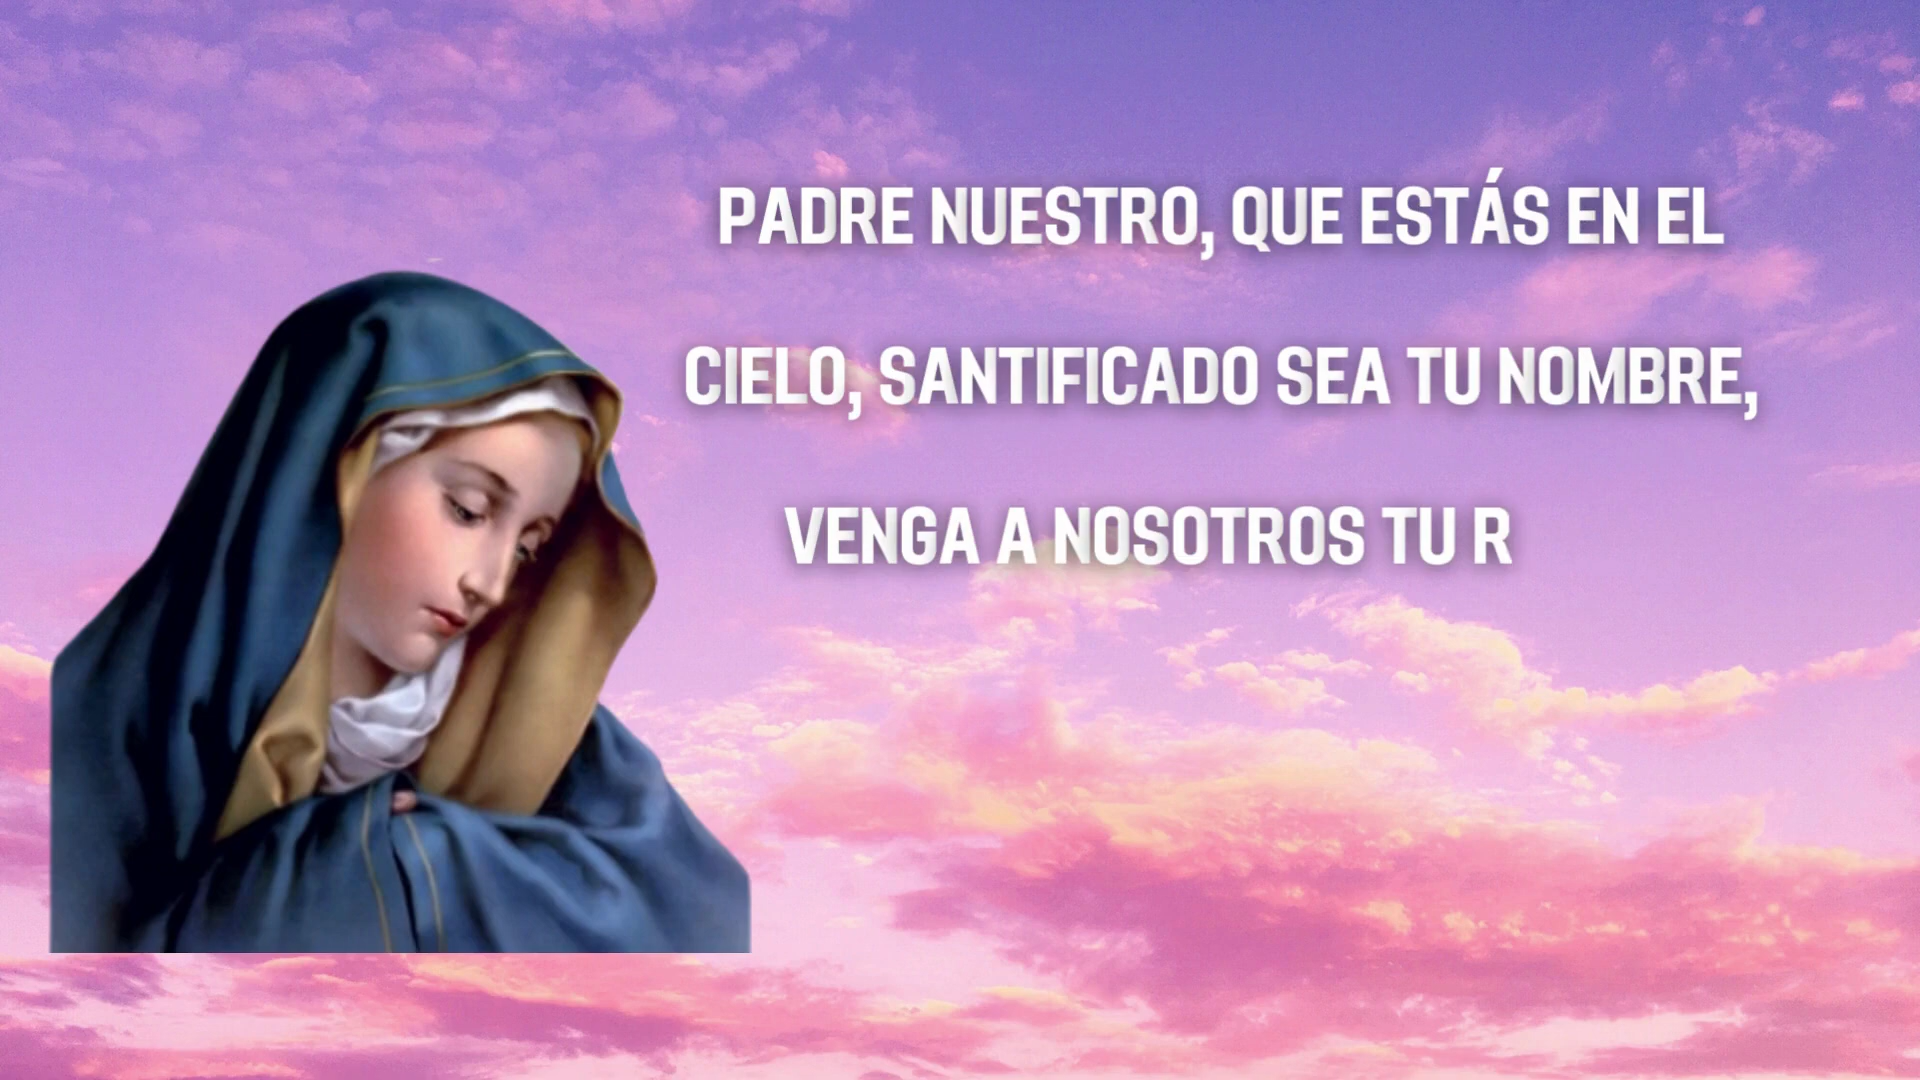 PADRE NUESTRO, QUE ESTÁS EN EL
CIELO, SANTIFICADO SEA TU NOMBRE,
VENGA A NOSOTROS TU R